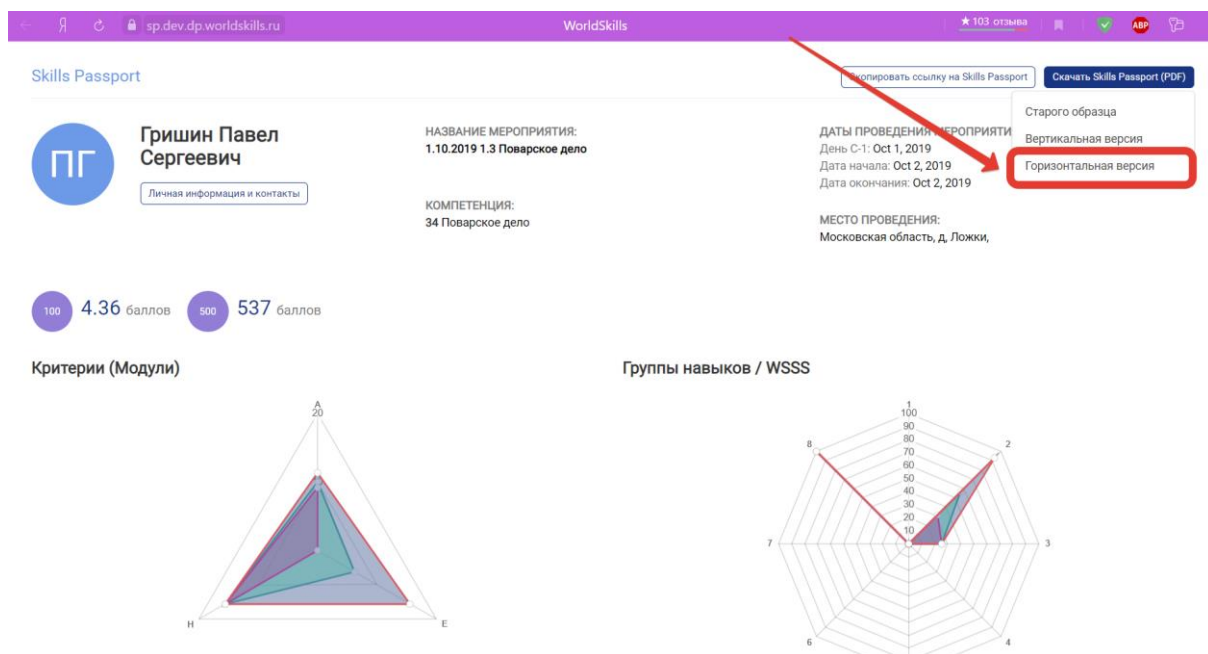 sp.dev.dp.worldskills.ru
WorldSkills
★ 103 отзыва
ABP
Skills Passport
Скопировать ссылку на Skills Passport
Скачать Skills Passport (PDF)
Старого образца
Вертикальная версия
Горизонтальная версия
ПГ
Гришин Павел
Сергеевич
Личная информация и контакты
НАЗВАНИЕ МЕРОПРИЯТИЯ:
1.10.2019 1.3 Поварское дело
КОМПЕТЕНЦИЯ:
34 Поварское дело
ДАТЫ ПРОВЕДЕНИЯ МЕРОПРИЯТИ
День С-1: Oct 1, 2019
Дата начала: Oct 2, 2019
Дата окончания: Oct 2, 2019
МЕСТО ПРОВЕДЕНИЯ:
Московская область, д, Ложки,
100 4.36 баллов 500 537 баллов
Критерии (Модули)
A
20
H
E
Группы навыков / WSSS
1
100
90
80
70
60
50
40
30
20
10
8
2
7
3
6
4